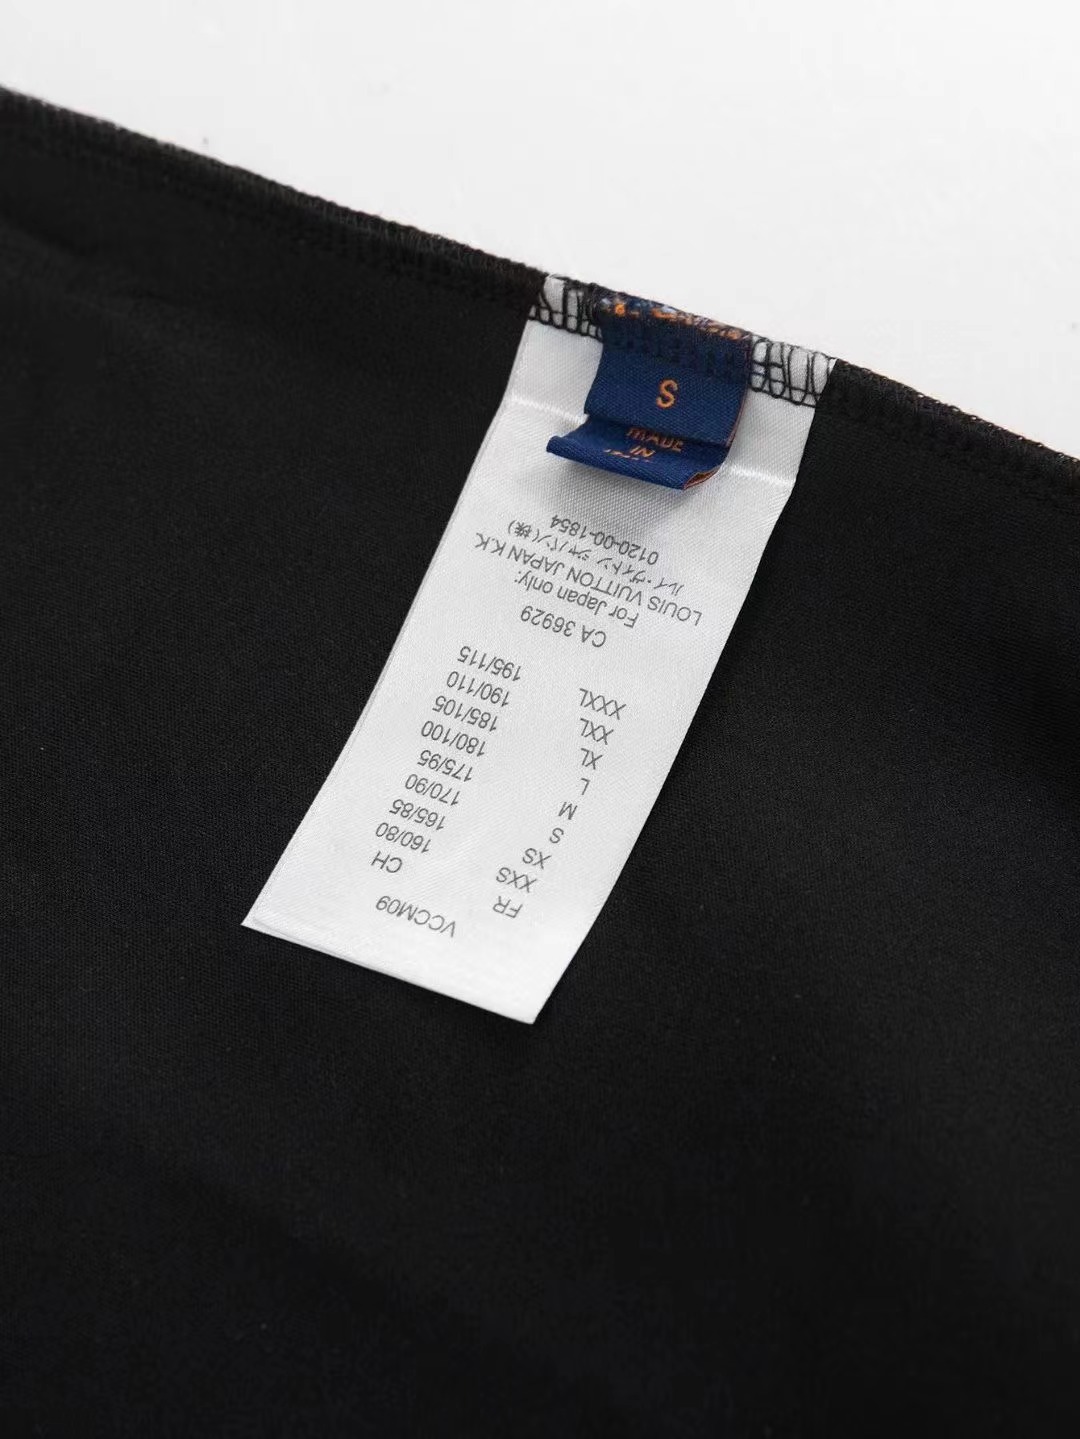 S
MADE
IN
VCCM09
FR CH
XXS 160/80
XS 165/85
S 170/90
M 175/95
L 180/100
XL 185/105
XXL 190/110
XXXL 195/115
CA 36929
For Japan only:
LOUIS VUITTON JAPAN K.K.
ルイ・ヴィトン ジャパン(株)
0120-00-1854